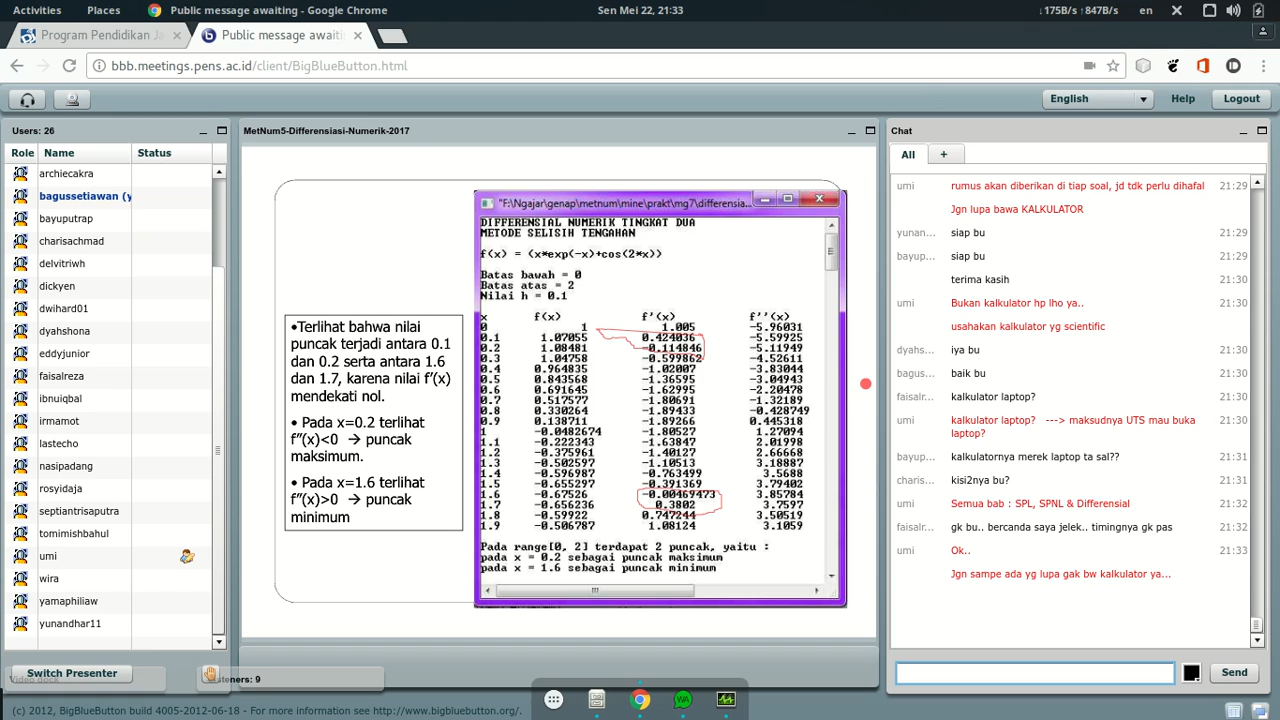 Activities
Places
Public message awaiting - Google Chrome
Sen Mei 22, 21:33
↓175B/s ↑847B/s
en
Program Pendidikan Ja
Public message awaiti
bbb.meetings.pens.ac.id/client/BigBlueButton.html
English
Help
Logout
Users: 26
Role Name Status
archiecakra
bagussetiawan (y
bayuputrap
charisachmad
delvitriwh
dickyen
dwihard01
dyahshona
eddyjunior
faisalreza
ibnuiqbal
irmamot
lastecho
nasipadang
rosyidaja
septiantrisaputra
tomimishbahul
umi
wira
yamaphiliaw
yunandhar11
Switch Presenter
MetNum5-Differensiasi-Numerik-2017
•Terlihat bahwa nilai
puncak terjadi antara 0.1
dan 0.2 serta antara 1.6
dan 1.7, karena nilai f'(x)
mendekati nol.
• Pada x=0.2 terlihat
f"(x)<0 → puncak
maksimum.
• Pada x=1.6 terlihat
f"(x)>0 → puncak
minimum
"F:\Ngajar\genap\metnum\mine\prakt\mg7\differensia...
DIFFERENSIAL NUMERIK TINGKAT DUA
METODE SELISIH TENGAHAN
f(x) = (x*exp(-x)+cos(2*x))
Batas bawah = 0
Batas atas = 2
Nilai h = 0.1
x f(x) f'(x) f''(x)
0 1 1.005 -5.96031
0.1 1.07055 0.424036 -5.59925
0.2 1.08481 -0.114846 -5.11949
0.3 1.04758 -0.599862 -4.52611
0.4 0.964835 -1.02007 -3.83044
0.5 0.843568 -1.36595 -3.04943
0.6 0.691645 -1.62995 -2.20478
0.7 0.517577 -1.80691 -1.32189
0.8 0.330264 -1.89433 -0.428749
0.9 0.138711 -1.89266 0.445318
1 -0.0482674 -1.80527 1.27094
1.1 -0.222343 -1.63847 2.01998
1.2 -0.375961 -1.40127 2.66668
1.3 -0.502597 -1.10513 3.18887
1.4 -0.596987 -0.763499 3.5688
1.5 -0.655297 -0.391369 3.79402
1.6 -0.67526 -0.00469473 3.85784
1.7 -0.656236 0.3802 3.7597
1.8 -0.59922 0.747244 3.50519
1.9 -0.506787 1.08124 3.1059
Pada range[0, 2] terdapat 2 puncak, yaitu :
pada x = 0.2 sebagai puncak maksimum
pada x = 1.6 sebagai puncak minimum
Chat
All +
umi rumus akan diberikan di tiap soal, jd tdk perlu dihafal 21:29
Jgn lupa bawa KALKULATOR
yunan... siap bu 21:29
bayup... siap bu 21:29
terima kasih 21:30
umi Bukan kalkulator hp lho ya.. 21:30
usahakan kalkulator yg scientific
dyahs... iya bu 21:30
bagus... baik bu 21:30
faisalr... kalkulator laptop? 21:30
umi kalkulator laptop? ---> maksudnya UTS mau buka 21:30
laptop?
bayup... kalkulatornya merek laptop ta sal?? 21:31
charis... kisi2nya bu? 21:31
umi Semua bab : SPL, SPNL & Differensial 21:31
faisalr... gk bu.. bercanda saya jelek.. timingnya gk pas 21:31
umi Ok.. 21:33
Jgn sampe ada yg lupa gak bw kalkulator ya...
Send
(c) 2012, BigBlueButton build 4005-2012-06-18 - For more information see http://www.bigbluebutton.org/.